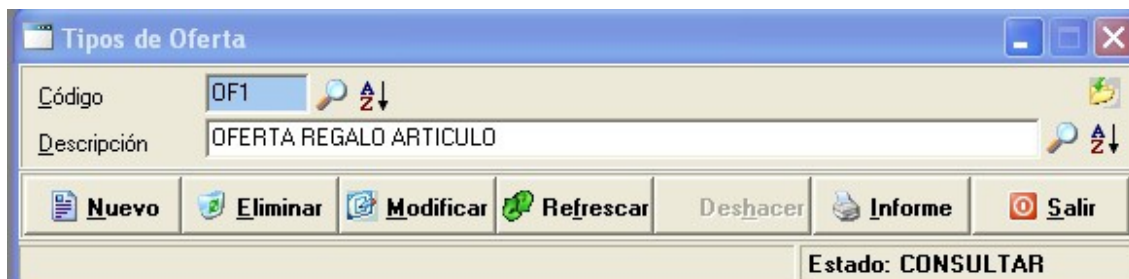 Tipos de Oferta
Código OF1
Descripción OFERTA REGALO ARTICULO
Nuevo Eliminar Modificar Refrescar Deshacer Informe Salir
Estado: CONSULTAR